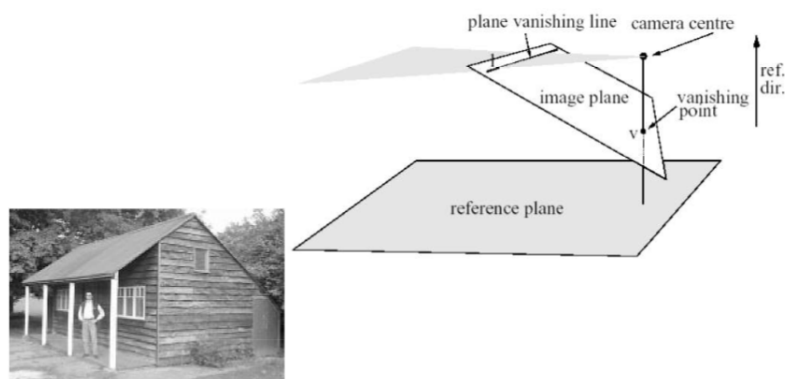 plane vanishing line
camera centre
l
image plane
vanishing
point
v
ref.
dir.
reference plane